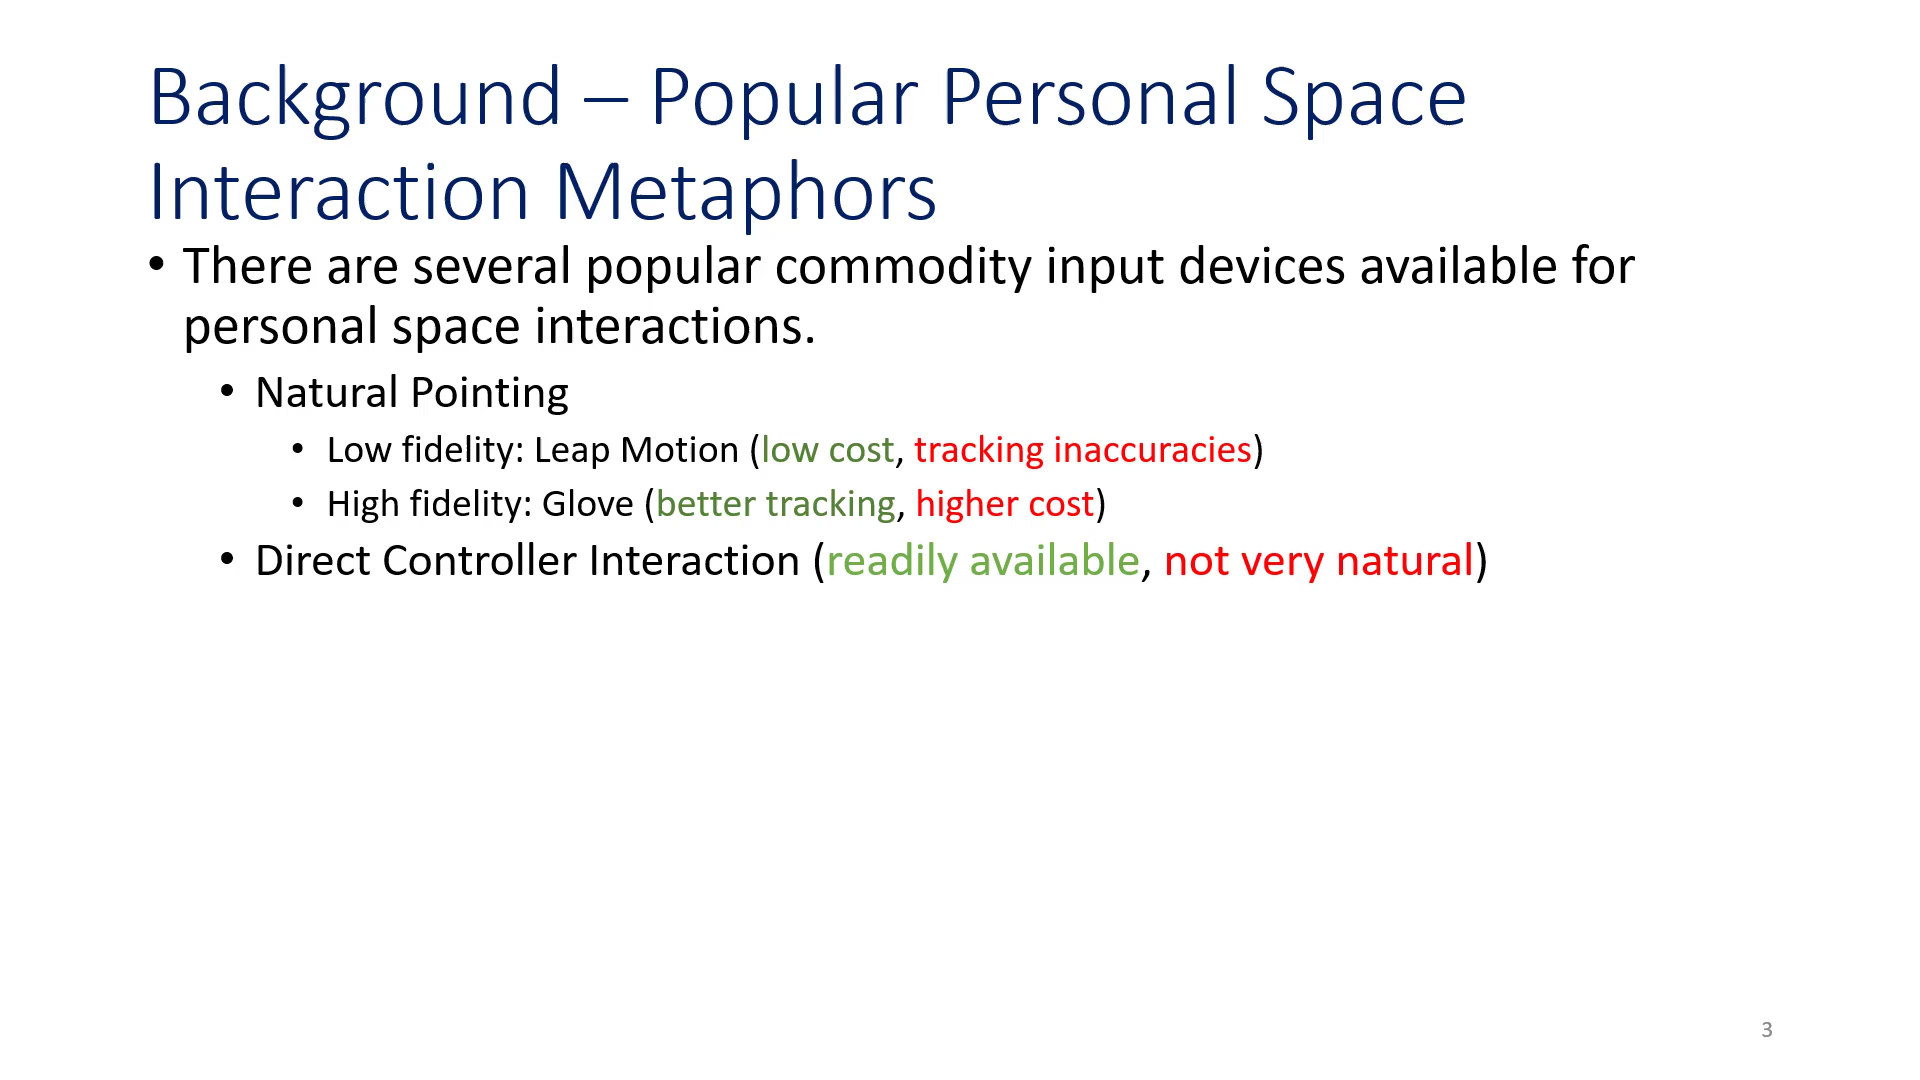 Background – Popular Personal Space
Interaction Metaphors
• There are several popular commodity input devices available for
personal space interactions.
• Natural Pointing
• Low fidelity: Leap Motion (low cost, tracking inaccuracies)
• High fidelity: Glove (better tracking, higher cost)
• Direct Controller Interaction (readily available, not very natural)
3